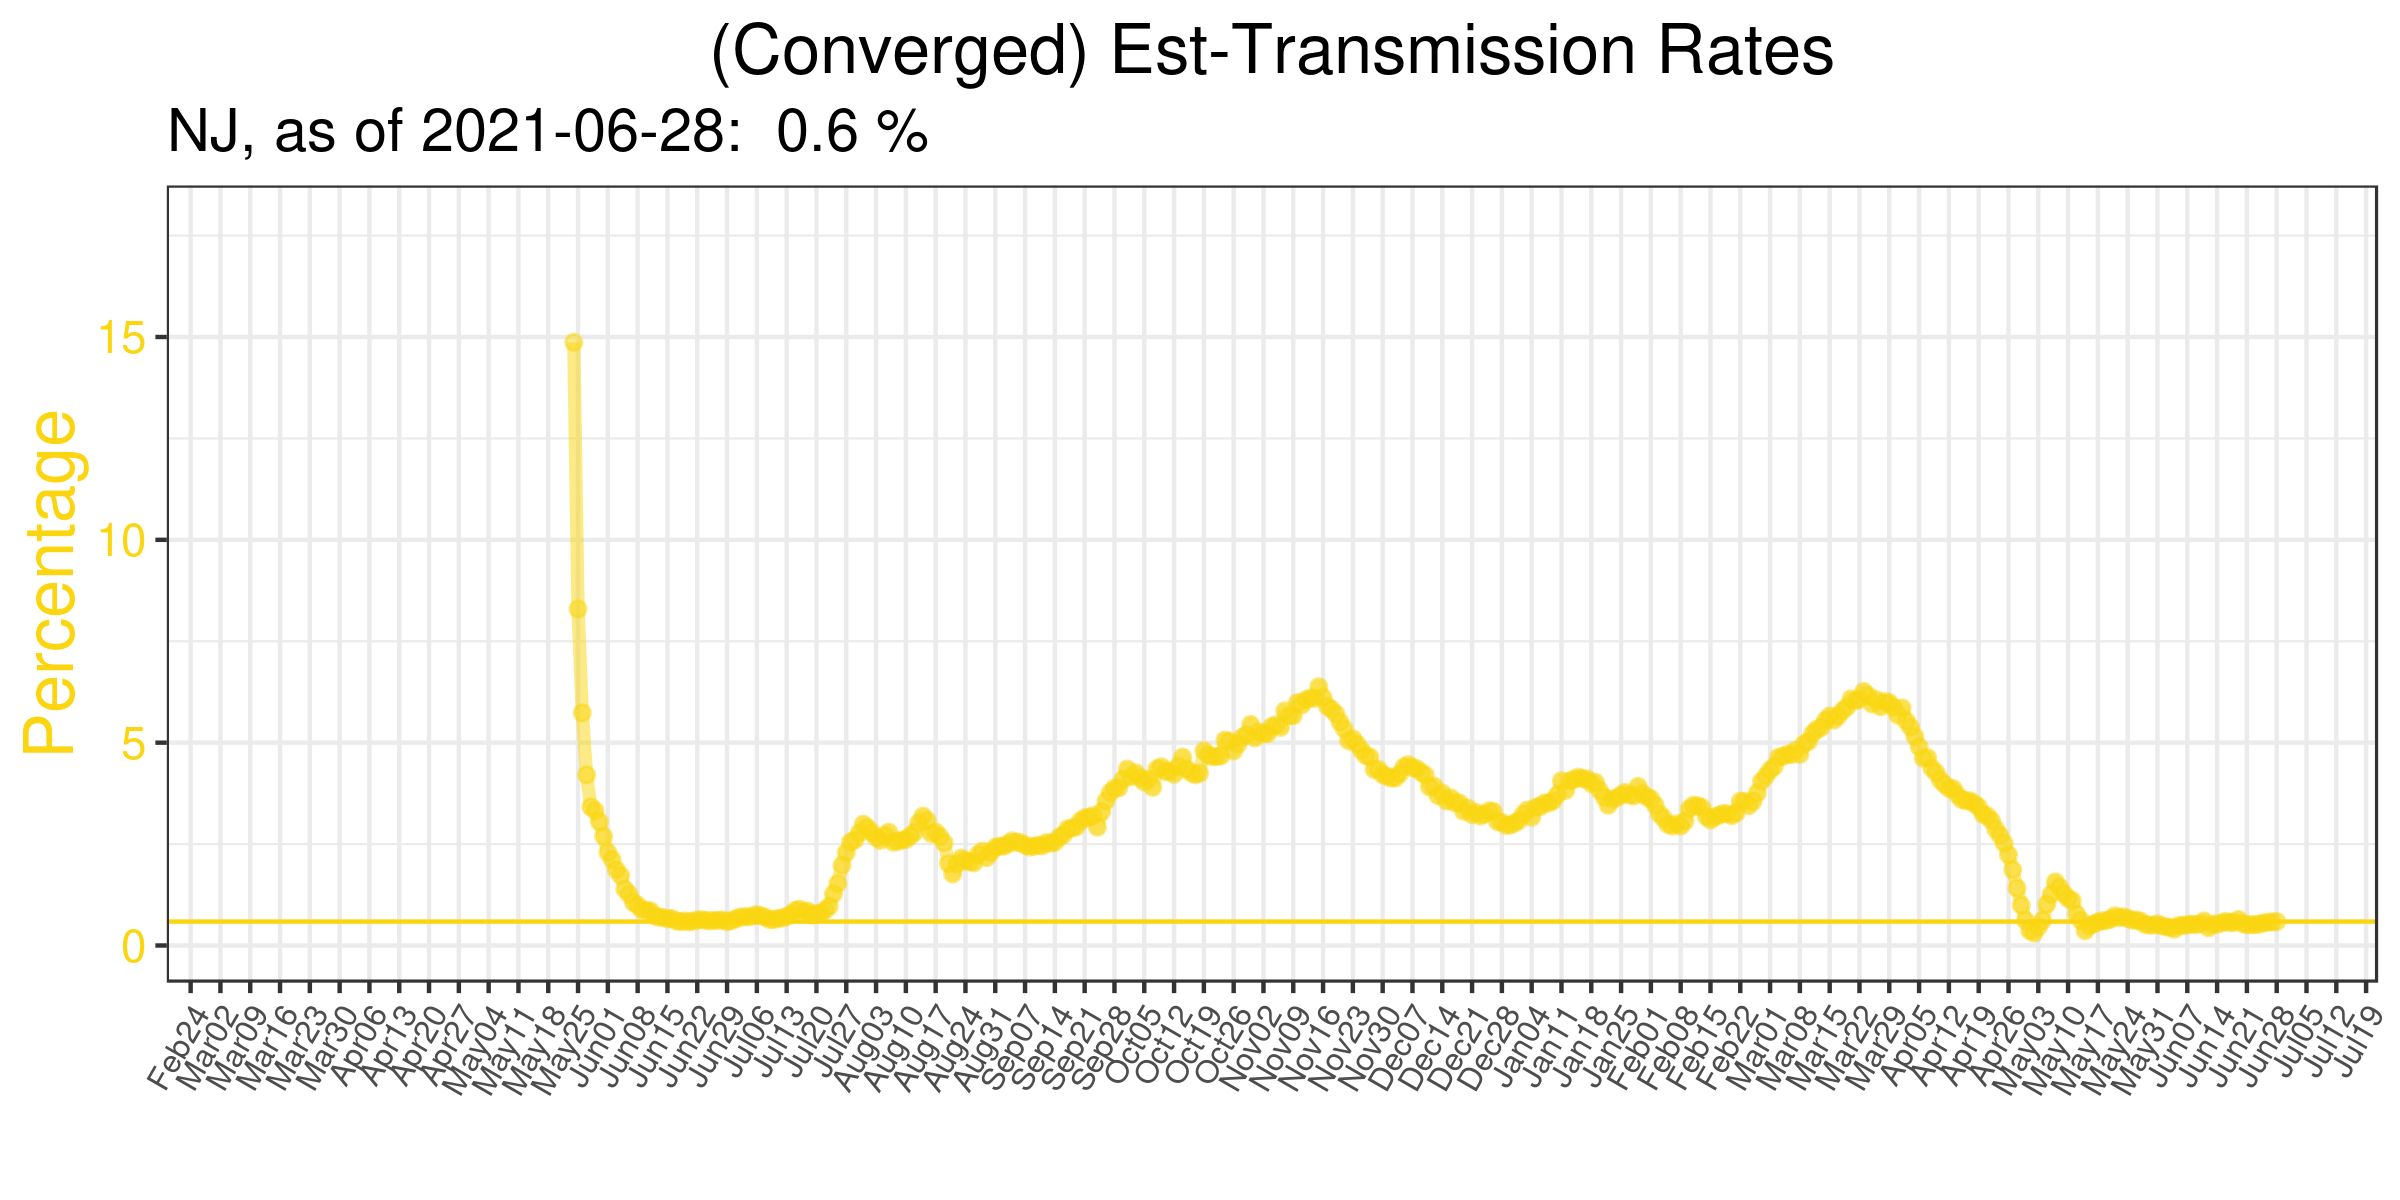 (Converged) Est-Transmission Rates
NJ, as of 2021-06-28: 0.6 %
Percentage
15
10
5
0
Feb24
Mar02
Mar09
Mar16
Mar23
Mar30
Apr06
Apr13
Apr20
Apr27
May04
May11
May18
May25
Jun01
Jun08
Jun15
Jun22
Jun29
Jul06
Jul13
Jul20
Jul27
Aug03
Aug10
Aug17
Aug24
Aug31
Sep07
Sep14
Sep21
Sep28
Oct05
Oct12
Oct19
Oct26
Nov02
Nov09
Nov16
Nov23
Nov30
Dec07
Dec14
Dec21
Dec28
Jan04
Jan11
Jan18
Jan25
Feb01
Feb08
Feb15
Feb22
Mar01
Mar08
Mar15
Mar22
Mar29
Apr05
Apr12
Apr19
Apr26
May03
May10
May17
May24
May31
Jun07
Jun14
Jun21
Jun28
Jul05
Jul12
Jul19